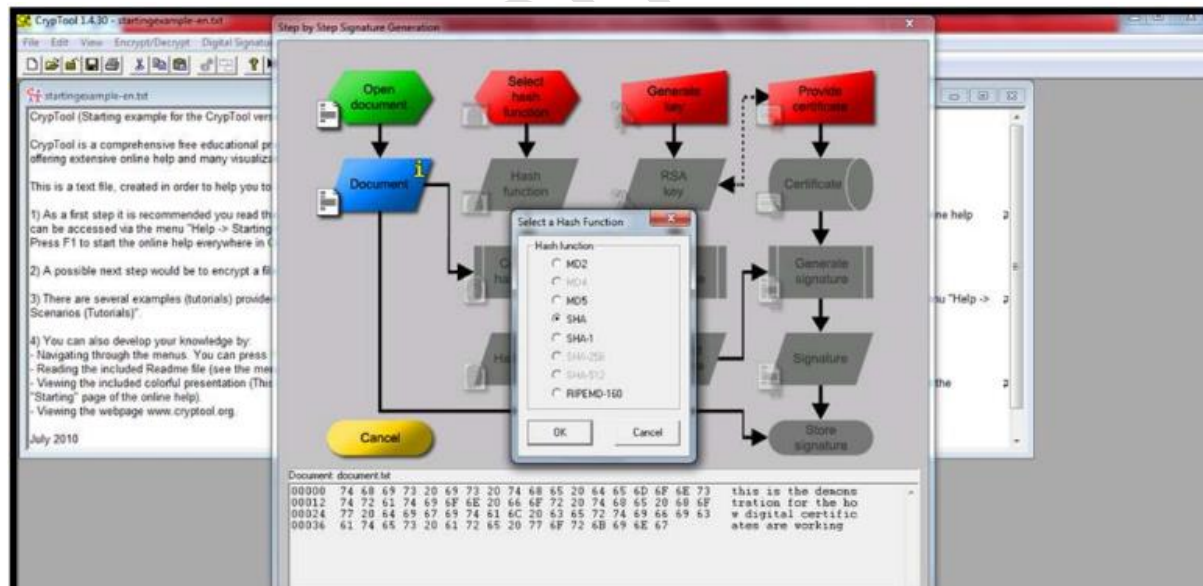 CrypTool 1.4.30 - startingexample-en.txt
File Edit View Encrypt/Decrypt Digital Signatu
Step by Step Signature Generation
startingexample-en.txt
CrypTool (Starting example for the CrypTool vers
CrypTool is a comprehensive free educational pr
offering extensive online help and many visualiza
This is a text file, created in order to help you to
1) As a first step it is recommended you read th ne help
can be accessed via the menu "Help -> Starting
Press F1 to start the online help everywhere in C
2) A possible next step would be to encrypt a fil
3) There are several examples (tutorials) provide nu "Help ->
Scenarios (Tutorials)".
4) You can also develop your knowledge by:
- Navigating through the menus. You can press
- Reading the included Readme file (see the me
- Viewing the included colorful presentation (This the
"Starting" page of the online help).
- Viewing the webpage www.cryptool.org.
July 2010
Open document
Select hash function
Generate key
Provide certificate
Document
Hash function
RSA key
Certificate
Generate signature
Signature
Store signature
Cancel
Select a Hash Function
Hash function
MD2
MD4
MD5
SHA
SHA-1
SHA-256
SHA-512
RIPEMD-160
OK Cancel
Document: document.txt
00000 74 68 69 73 20 69 73 20 74 68 65 20 64 65 6D 6F 6E 73 this is the demons
00012 74 72 61 74 69 6F 6E 20 66 6F 72 20 74 68 65 20 68 6F tration for the ho
00024 77 20 64 69 67 69 74 61 6C 20 63 65 72 74 69 66 69 63 w digital certific
00036 61 74 65 73 20 61 72 65 20 77 6F 72 6B 69 6E 67 ates are working